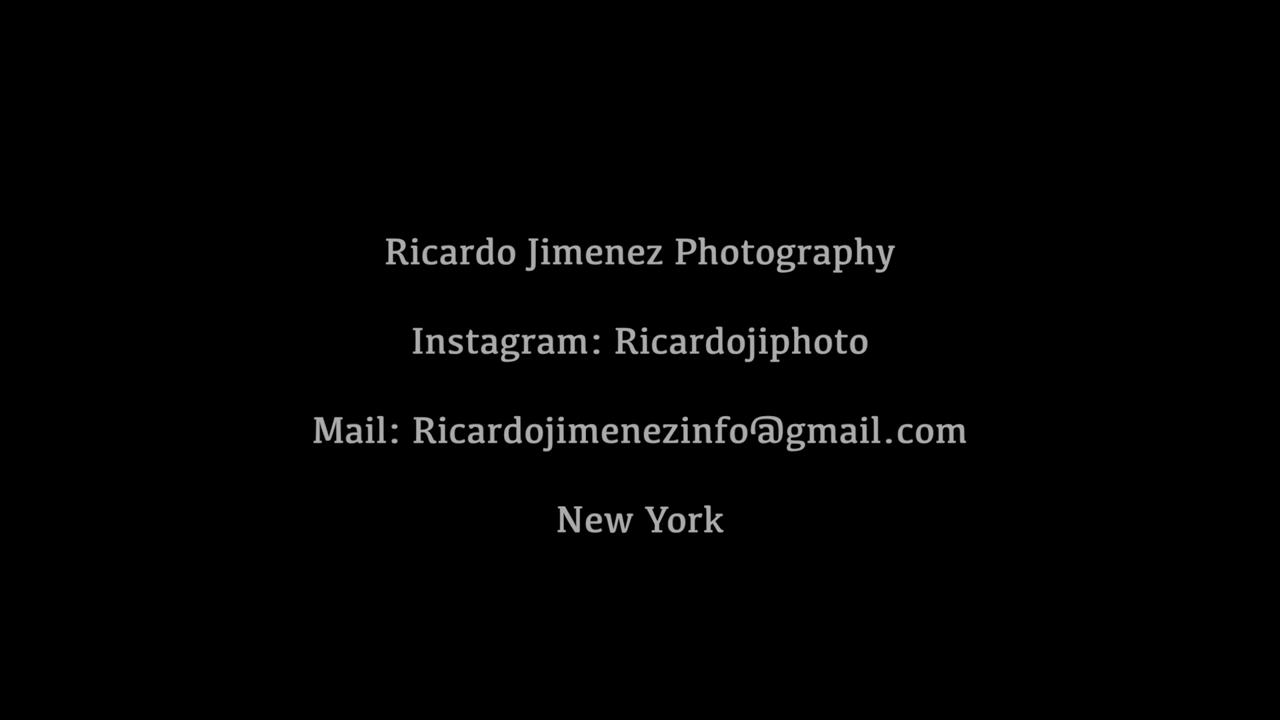 Ricardo Jimenez Photography
Instagram: Ricardojiphoto
Mail: Ricardojimenezinfo@gmail.com
New York